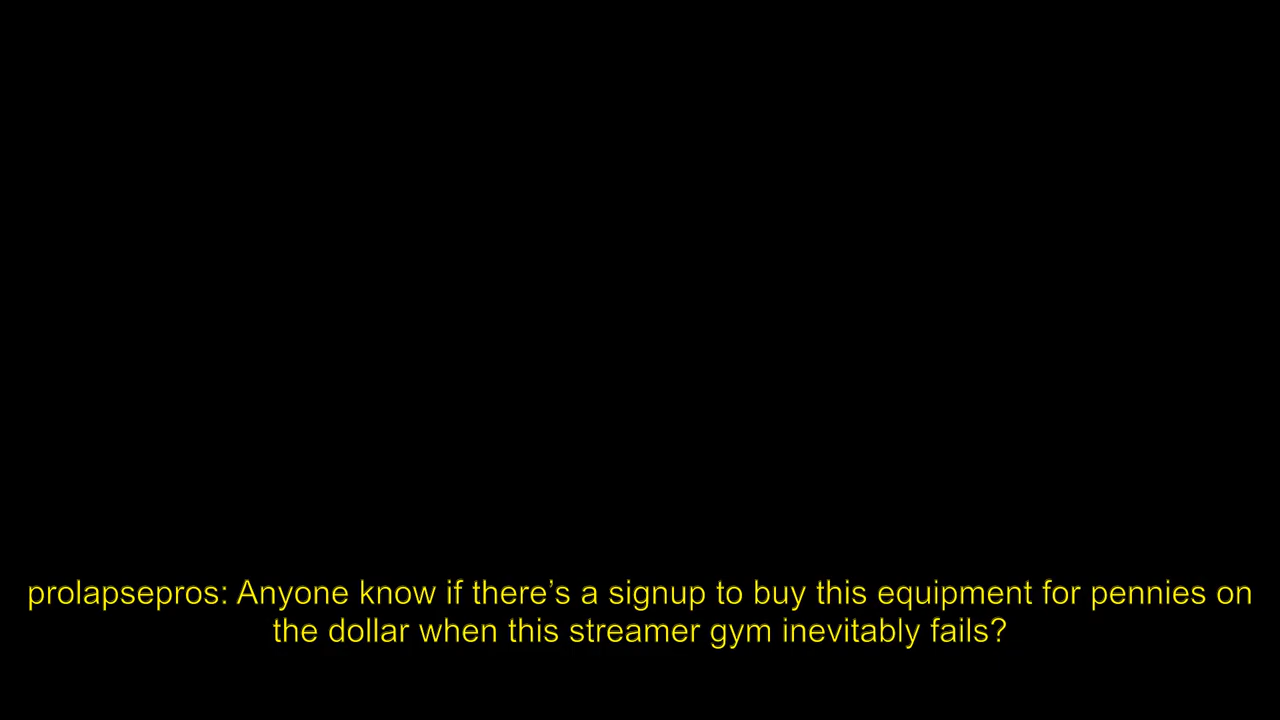 prolapsepros: Anyone know if there’s a signup to buy this equipment for pennies on
the dollar when this streamer gym inevitably fails?